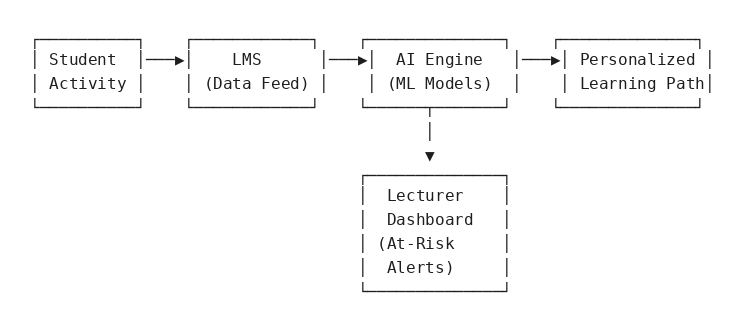 Student LMS AI Engine Personalized
Activity (Data Feed) (ML Models) Learning Path
Lecturer
Dashboard
(At-Risk
Alerts)